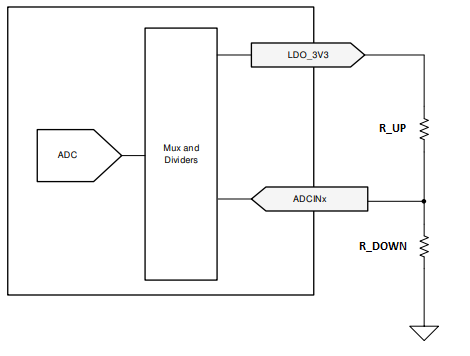 LDO_3V3
R_UP
Mux and
Dividers
ADC
ADCINx
R_DOWN